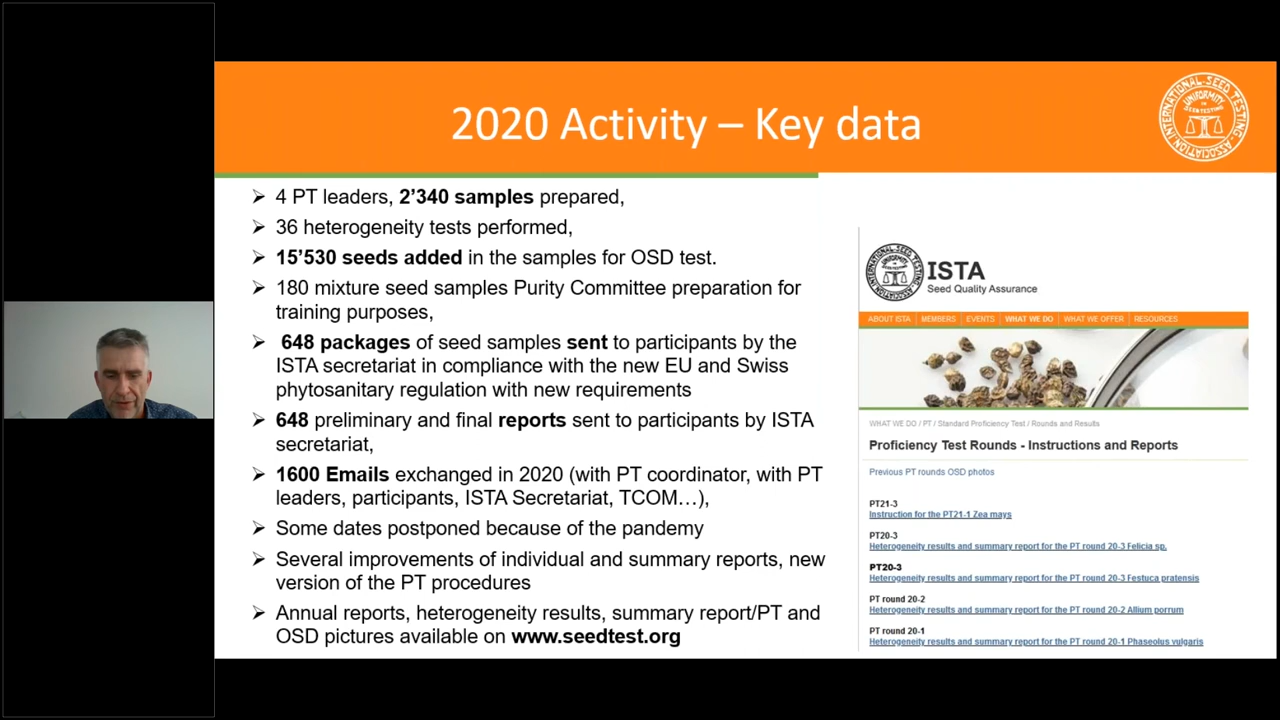 2020 Activity – Key data
INTERNATIONAL SEED TESTING ASSOCIATION
UNIFORMITY
IN
SEED TESTING
➢ 4 PT leaders, 2’340 samples prepared,
➢ 36 heterogeneity tests performed,
➢ 15’530 seeds added in the samples for OSD test.
➢ 180 mixture seed samples Purity Committee preparation for
training purposes,
➢ 648 packages of seed samples sent to participants by the
ISTA secretariat in compliance with the new EU and Swiss
phytosanitary regulation with new requirements
➢ 648 preliminary and final reports sent to participants by ISTA
secretariat,
➢ 1600 Emails exchanged in 2020 (with PT coordinator, with PT
leaders, participants, ISTA Secretariat, TCOM…),
➢ Some dates postponed because of the pandemy
➢ Several improvements of individual and summary reports, new
version of the PT procedures
➢ Annual reports, heterogeneity results, summary report/PT and
OSD pictures available on www.seedtest.org
ISTA
Seed Quality Assurance
ABOUT ISTA | MEMBERS | EVENTS | WHAT WE DO | WHAT WE OFFER | RESOURCES
WHAT WE DO / PT / Standard Proficiency Test / Rounds and Results
Proficiency Test Rounds - Instructions and Reports
Previous PT rounds OSD photos
PT21-3
Instruction for the PT21-1 Zea mays
PT20-3
Heterogeneity results and summary report for the PT round 20-3 Felicia sp.
PT20-3
Heterogeneity results and summary report for the PT round 20-3 Festuca pratensis
PT round 20-2
Heterogeneity results and summary report for the PT round 20-2 Allium porrum
PT round 20-1
Heterogeneity results and summary report for the PT round 20-1 Phaseolus vulgaris